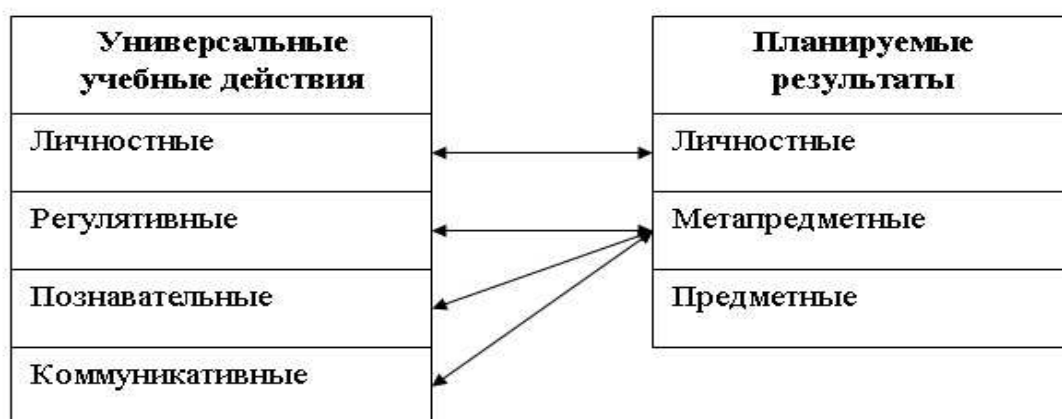 Универсальные
учебные действия
Личностные
Регулятивные
Познавательные
Коммуникативные
Планируемые
результаты
Личностные
Метапредметные
Предметные